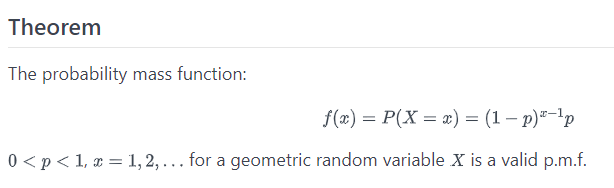 Theorem
The probability mass function:
f(x) = P(X = x) = (1 − p)^{x−1}p
0 < p < 1, x = 1, 2, … for a geometric random variable X is a valid p.m.f.